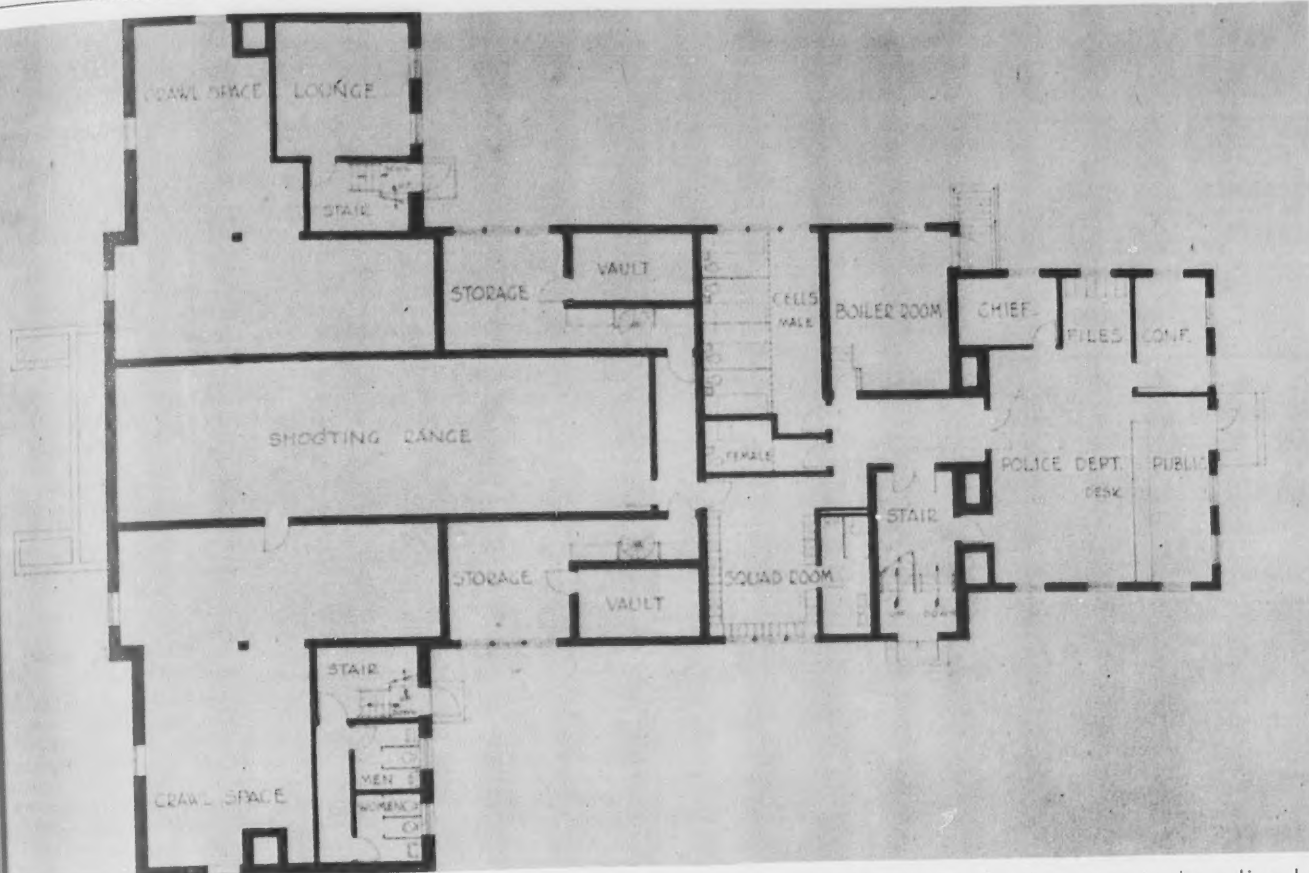 CRAWL SPACE
LOUNGE
STAIR
STORAGE
VAULT
CELLS
MALE
BOILER ROOM
CHIEF
FILES
CONF.
SHOOTING RANGE
FEMALE
POLICE DEPT.
DESK
PUBLIC
STAIR
STORAGE
VAULT
SQUAD ROOM
STAIR
MEN
WOMEN
CRAWL SPACE